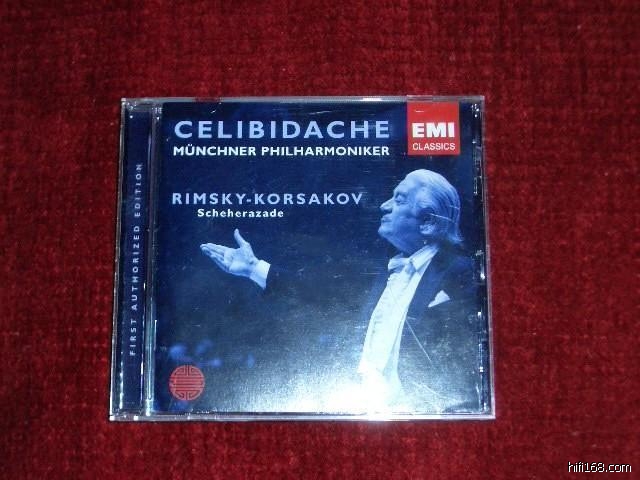 CELIBIDACHE
MÜNCHNER PHILHARMONIKER
EMI
CLASSICS
RIMSKY-KORSAKOV
Scheherazade
FIRST AUTHORIZED EDITION
hifi168.com